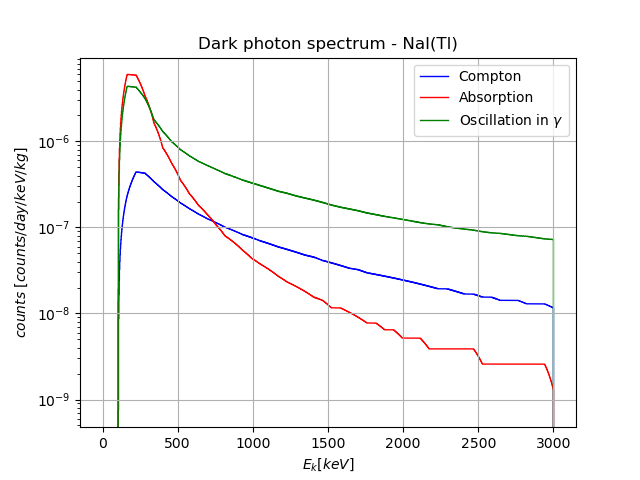 Dark photon spectrum - NaI(Tl)
Compton
Absorption
Oscillation in γ
counts [counts/day/keV/kg]
10⁻⁶
10⁻⁷
10⁻⁸
10⁻⁹
0 500 1000 1500 2000 2500 3000
E_k[keV]